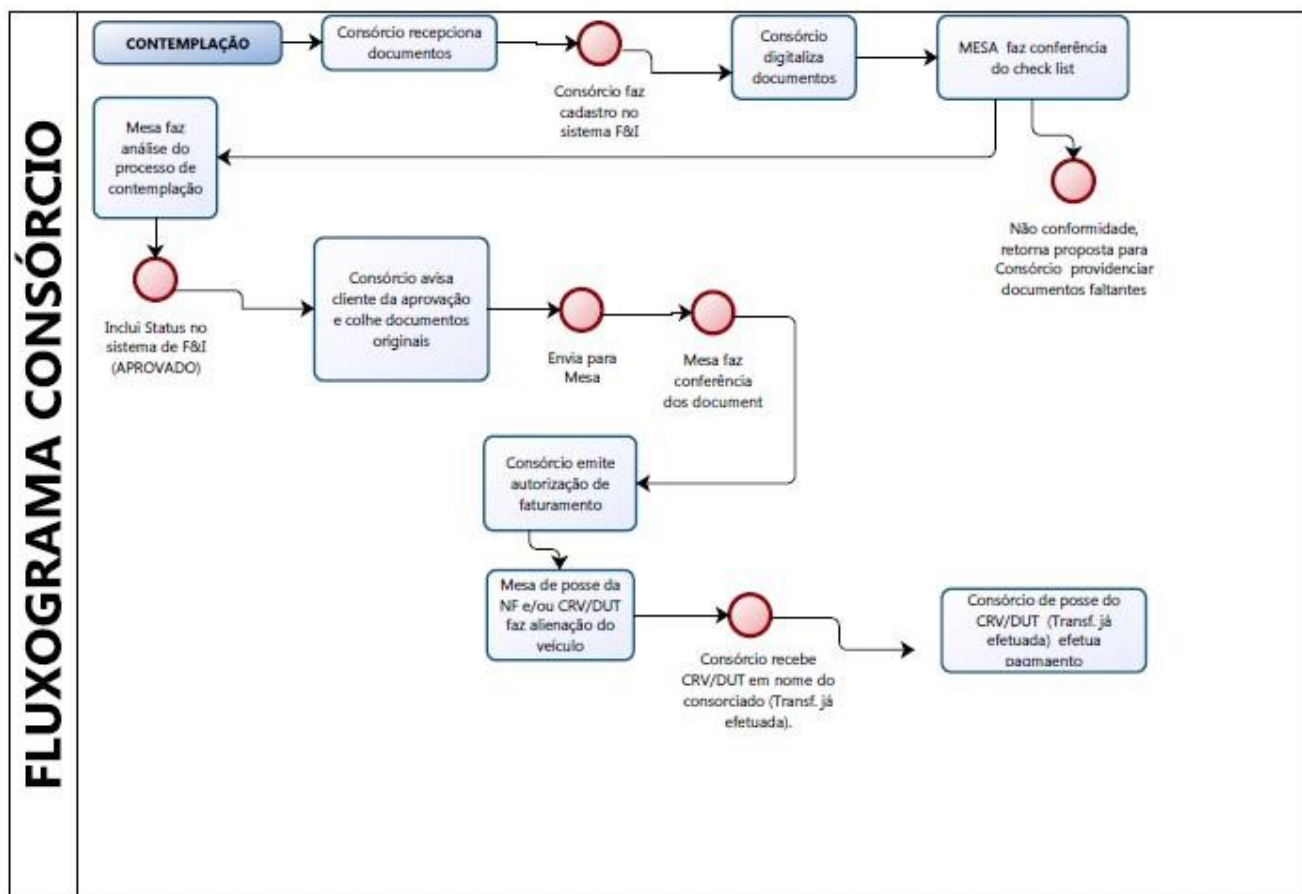 FLUXOGRAMA CONSÓRCIO
CONTEMPLAÇÃO
Consórcio recepciona
documentos
Consórcio faz
cadastro no
sistema F&I
Consórcio
digitaliza
documentos
MESA faz conferência
do check list
Não conformidade,
retorna proposta para
Consórcio providenciar
documentos faltantes
Mesa faz
análise do
processo de
contemplação
Inclui Status no
sistema de F&I
(APROVADO)
Consórcio avisa
cliente da aprovação
e colhe documentos
originais
Envia para
Mesa
Mesa faz
conferência
dos document
Consórcio emite
autorização de
faturamento
Mesa de posse da
NF e/ou CRV/DUT
faz alienação do
veículo
Consórcio recebe
CRV/DUT em nome do
consorciado (Transf. já
efetuada).
Consórcio de posse do
CRV/DUT (Transf. já
efetuada) efetua
pagmaento